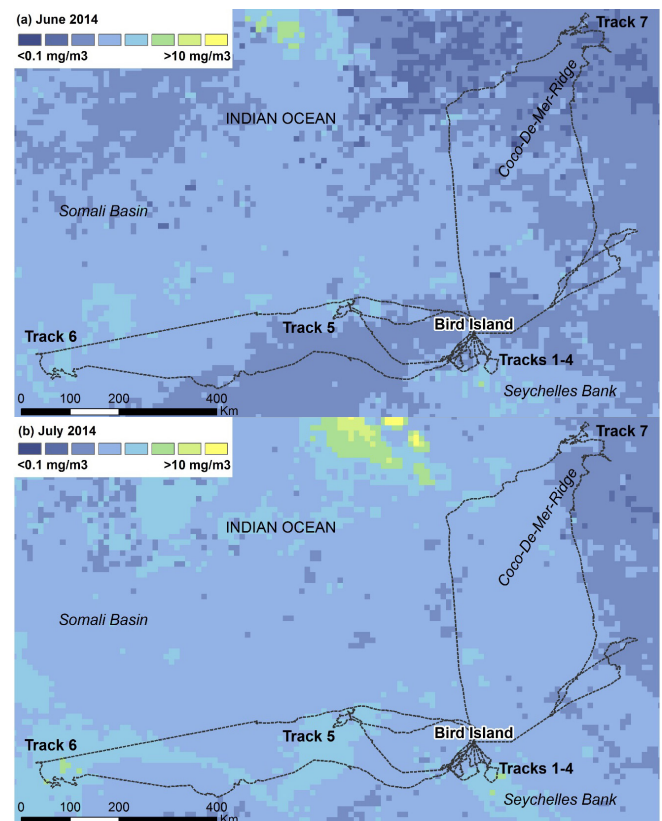 (a) June 2014
Track 7
<0.1 mg/m3 >10 mg/m3
INDIAN OCEAN
Coco-De-Mer-Ridge
Somali Basin
Track 5
Bird Island
Track 6
Tracks 1-4
0 100 200 400
Km
Seychelles Bank
(b) July 2014
Track 7
<0.1 mg/m3 >10 mg/m3
INDIAN OCEAN
Coco-De-Mer-Ridge
Somali Basin
Track 5
Bird Island
Track 6
Tracks 1-4
Seychelles Bank
0 100 200 400
Km